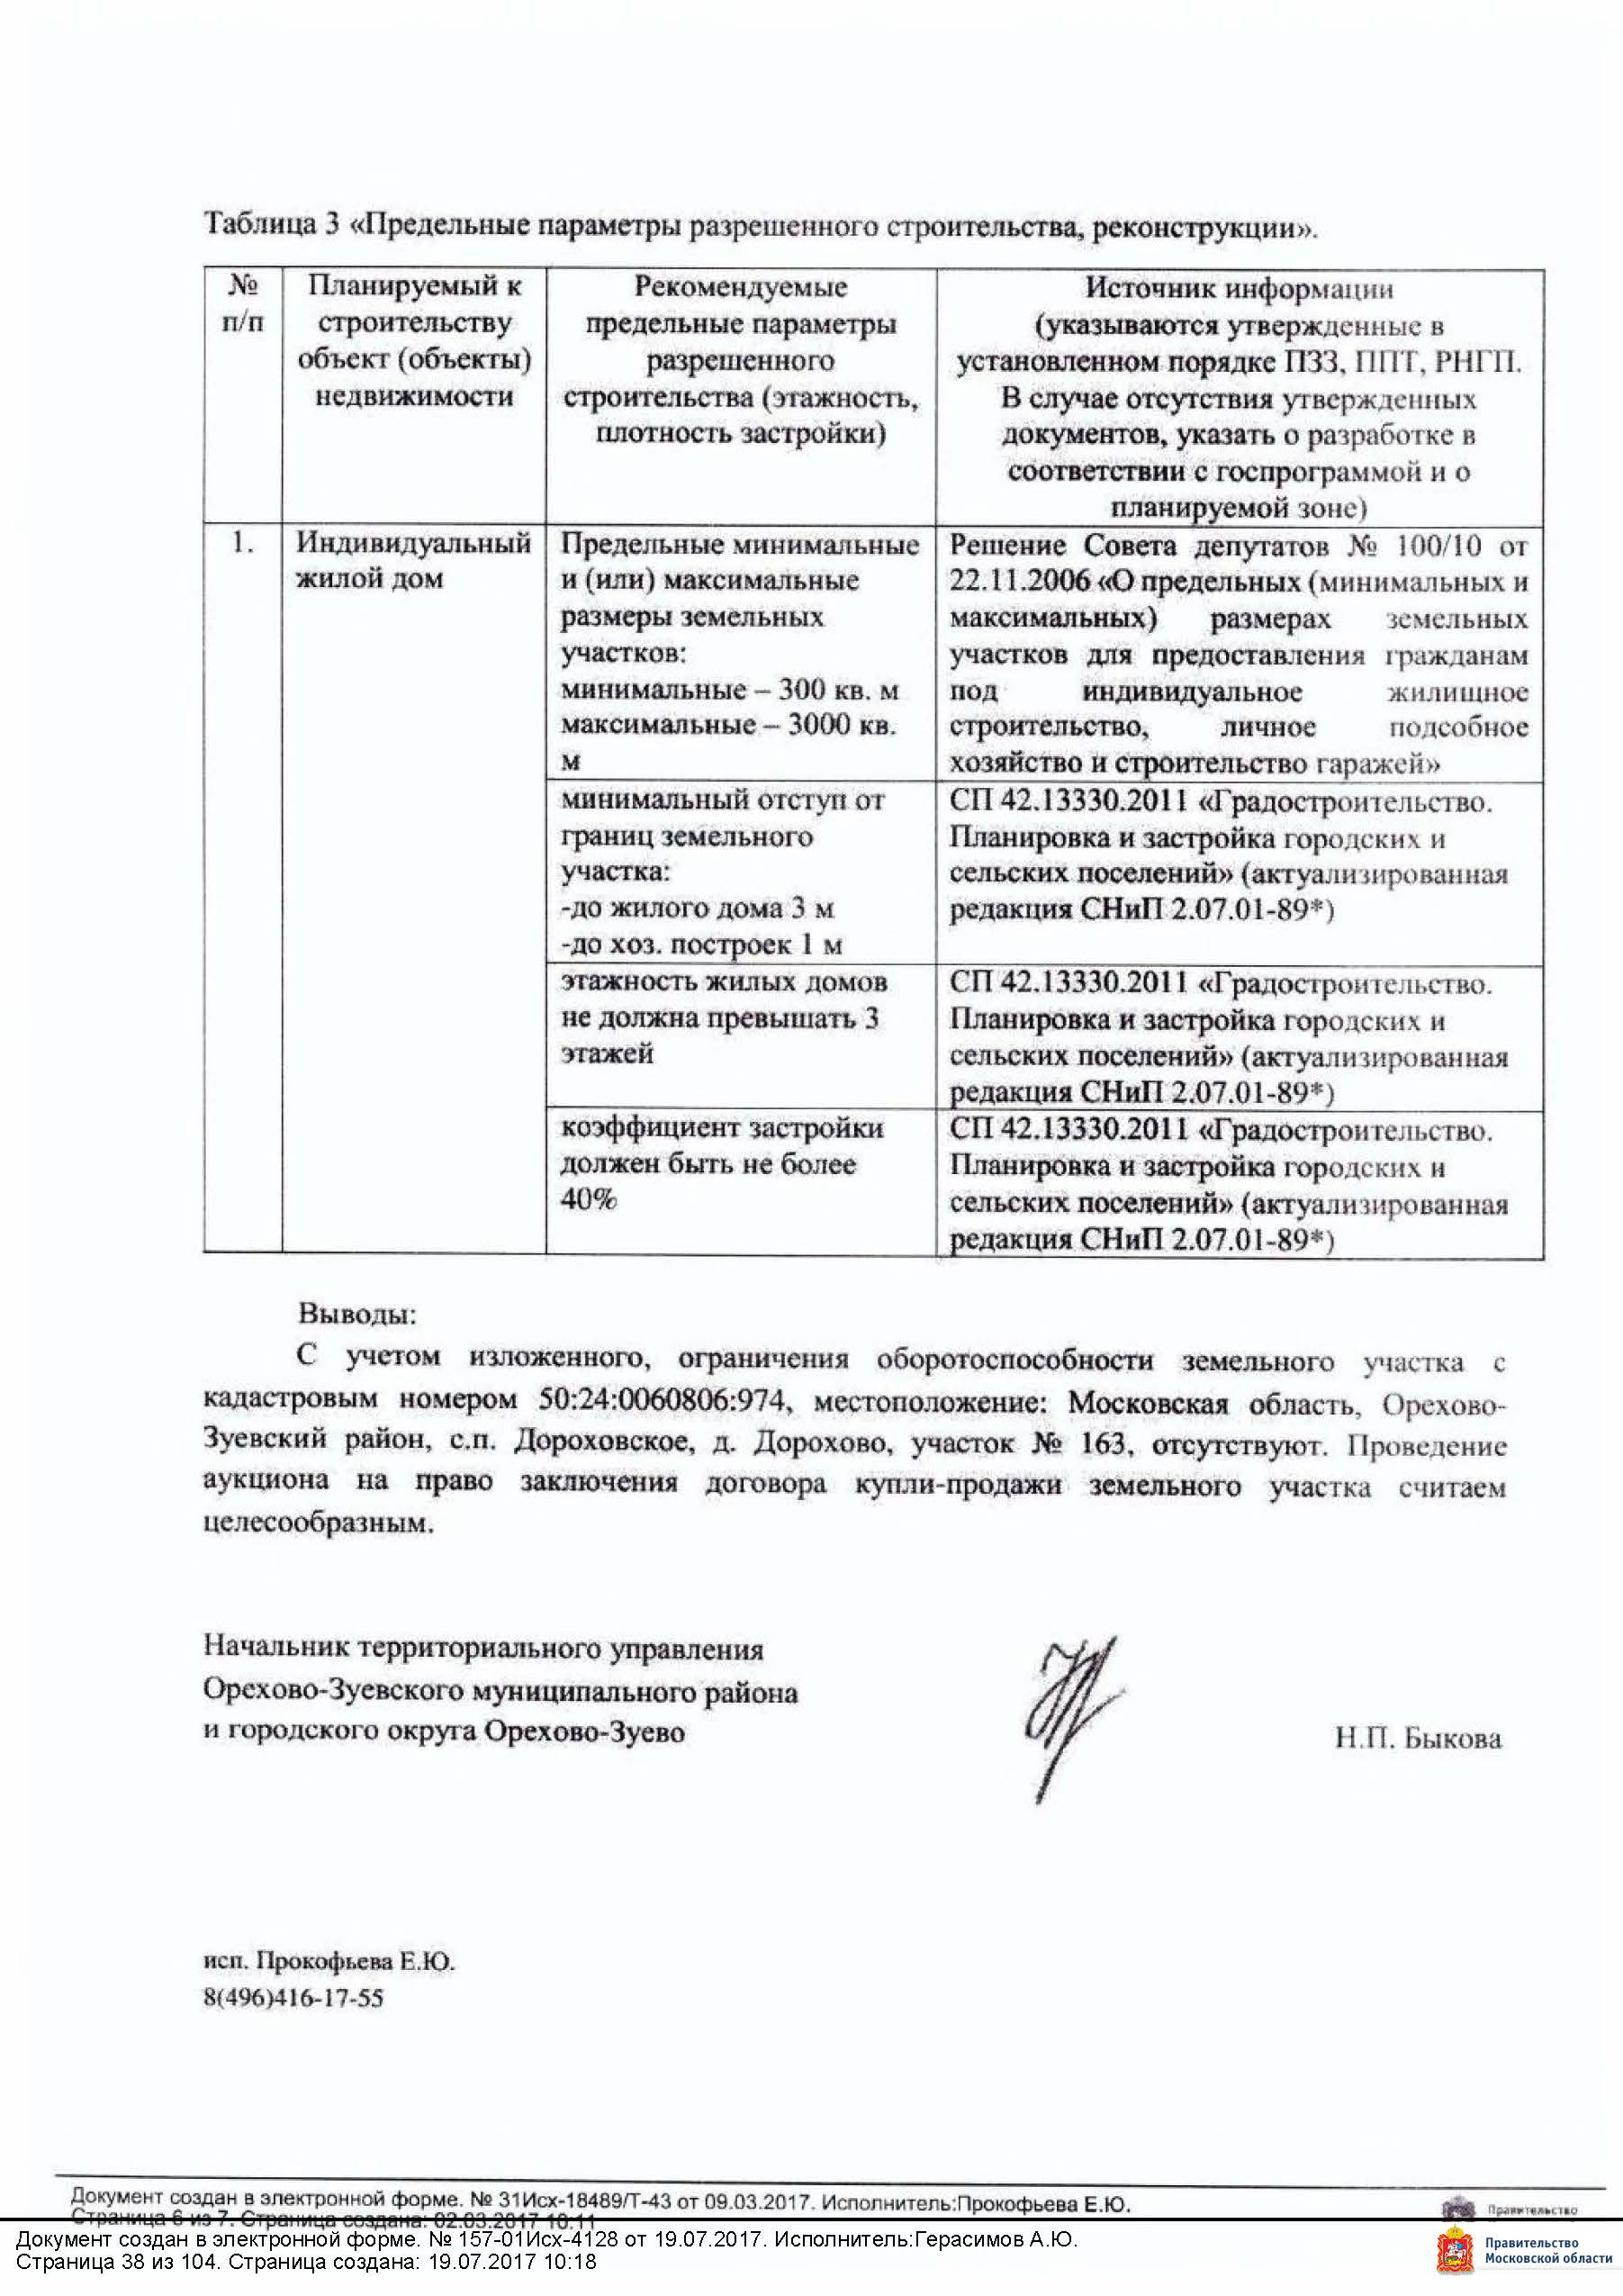 Таблица 3 «Предельные параметры разрешенного строительства, реконструкции».
№
п/п
Планируемый к
строительству
объект (объекты)
недвижимости
Рекомендуемые
предельные параметры
разрешенного
строительства (этажность,
плотность застройки)
Источник информации
(указываются утвержденные в
установленном порядке ПЗЗ, ППТ, РНГП.
В случае отсутствия утвержденных
документов, указать о разработке в
соответствии с госпрограммой и о
планируемой зоне)
1.
Индивидуальный
жилой дом
Предельные минимальные
и (или) максимальные
размеры земельных
участков:
минимальные – 300 кв. м
максимальные – 3000 кв.
м
Решение Совета депутатов № 100/10 от
22.11.2006 «О предельных (минимальных и
максимальных) размерах земельных
участков для предоставления гражданам
под индивидуальное жилищное
строительство, личное подсобное
хозяйство и строительство гаражей»
минимальный отступ от
границ земельного
участка:
-до жилого дома 3 м
-до хоз. построек 1 м
СП 42.13330.2011 «Градостроительство.
Планировка и застройка городских и
сельских поселений» (актуализированная
редакция СНиП 2.07.01-89*)
этажность жилых домов
не должна превышать 3
этажей
СП 42.13330.2011 «Градостроительство.
Планировка и застройка городских и
сельских поселений» (актуализированная
редакция СНиП 2.07.01-89*)
коэффициент застройки
должен быть не более
40%
СП 42.13330.2011 «Градостроительство.
Планировка и застройка городских и
сельских поселений» (актуализированная
редакция СНиП 2.07.01-89*)
Выводы:
С учетом изложенного, ограничения оборотоспособности земельного участка с
кадастровым номером 50:24:0060806:974, местоположение: Московская область, Орехово-
Зуевский район, с.п. Дороховское, д. Дорохово, участок № 163, отсутствуют. Проведение
аукциона на право заключения договора купли-продажи земельного участка считаем
целесообразным.
Начальник территориального управления
Орехово-Зуевского муниципального района
и городского округа Орехово-Зуево
Н.П. Быкова
исп. Прокофьева Е.Ю.
8(496)416-17-55
Документ создан в электронной форме. № 31Исх-18489/Т-43 от 09.03.2017. Исполнитель:Прокофьева Е.Ю.
Страница 6 из 7. Страница создана: 02.03.2017 10:11
Правительство
Документ создан в электронной форме. № 157-01Исх-4128 от 19.07.2017. Исполнитель:Герасимов А.Ю.
Страница 38 из 104. Страница создана: 19.07.2017 10:18
Правительство
Московской области